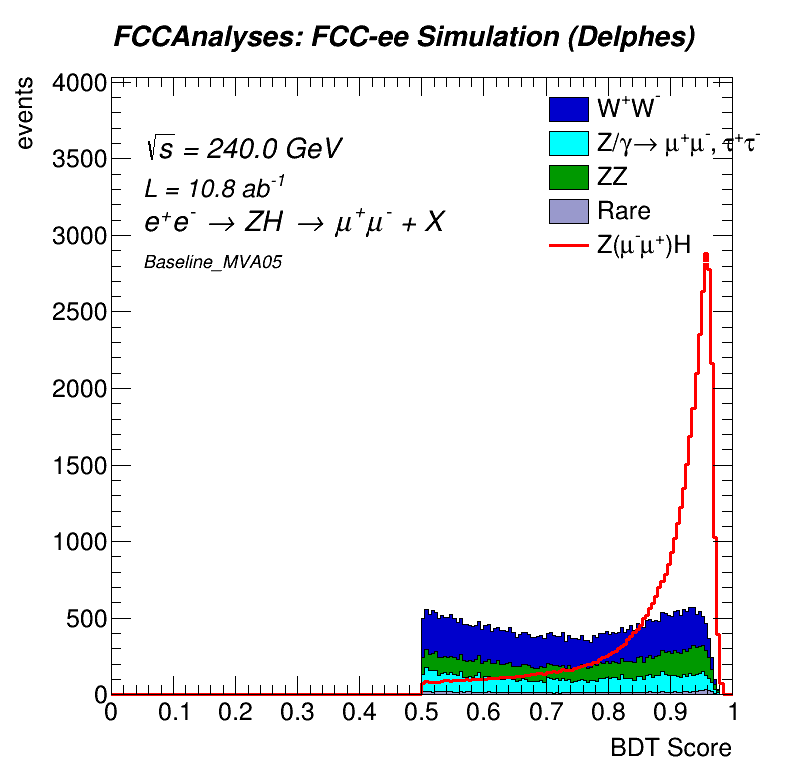 FCCAnalyses: FCC-ee Simulation (Delphes)
events
4000
3500
3000
2500
2000
1500
1000
500
0
√s = 240.0 GeV
L = 10.8 ab⁻¹
e⁺e⁻ → ZH → μ⁺μ⁻ + X
Baseline_MVA05
W⁺W⁻
Z/γ→ μ⁺μ⁻, τ⁺τ⁻
ZZ
Rare
Z(μ⁻μ⁺)H
0 0.1 0.2 0.3 0.4 0.5 0.6 0.7 0.8 0.9 1
BDT Score